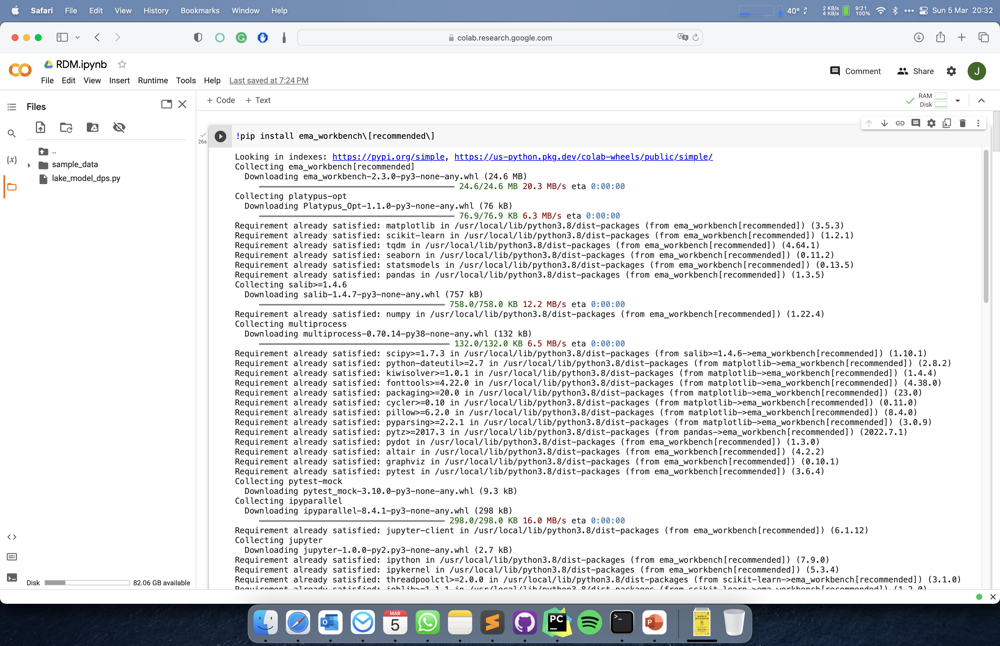 Safari File Edit View History Bookmarks Window Help 40° 2 KB/s 4 KB/s 9:21 100% Sun 5 Mar 20:32
colab.research.google.com
RDM.ipynb
Comment Share J
File Edit View Insert Runtime Tools Help Last saved at 7:24 PM
Files
+ Code + Text
RAM
Disk
{x}
..
sample_data
lake_model_dps.py
26s
!pip install ema_workbench\[recommended\]
Looking in indexes: https://pypi.org/simple, https://us-python.pkg.dev/colab-wheels/public/simple/
Collecting ema_workbench[recommended]
Downloading ema_workbench-2.3.0-py3-none-any.whl (24.6 MB)
24.6/24.6 MB 20.3 MB/s eta 0:00:00
Collecting platypus-opt
Downloading Platypus_Opt-1.1.0-py3-none-any.whl (76 kB)
76.9/76.9 KB 6.3 MB/s eta 0:00:00
Requirement already satisfied: matplotlib in /usr/local/lib/python3.8/dist-packages (from ema_workbench[recommended]) (3.5.3)
Requirement already satisfied: scikit-learn in /usr/local/lib/python3.8/dist-packages (from ema_workbench[recommended]) (1.2.1)
Requirement already satisfied: tqdm in /usr/local/lib/python3.8/dist-packages (from ema_workbench[recommended]) (4.64.1)
Requirement already satisfied: seaborn in /usr/local/lib/python3.8/dist-packages (from ema_workbench[recommended]) (0.11.2)
Requirement already satisfied: statsmodels in /usr/local/lib/python3.8/dist-packages (from ema_workbench[recommended]) (0.13.5)
Requirement already satisfied: pandas in /usr/local/lib/python3.8/dist-packages (from ema_workbench[recommended]) (1.3.5)
Collecting salib>=1.4.6
Downloading salib-1.4.7-py3-none-any.whl (757 kB)
758.0/758.0 KB 12.2 MB/s eta 0:00:00
Requirement already satisfied: numpy in /usr/local/lib/python3.8/dist-packages (from ema_workbench[recommended]) (1.22.4)
Collecting multiprocess
Downloading multiprocess-0.70.14-py38-none-any.whl (132 kB)
132.0/132.0 KB 6.5 MB/s eta 0:00:00
Requirement already satisfied: scipy>=1.7.3 in /usr/local/lib/python3.8/dist-packages (from salib>=1.4.6->ema_workbench[recommended]) (1.10.1)
Requirement already satisfied: python-dateutil>=2.7 in /usr/local/lib/python3.8/dist-packages (from matplotlib->ema_workbench[recommended]) (2.8.2)
Requirement already satisfied: kiwisolver>=1.0.1 in /usr/local/lib/python3.8/dist-packages (from matplotlib->ema_workbench[recommended]) (1.4.4)
Requirement already satisfied: fonttools>=4.22.0 in /usr/local/lib/python3.8/dist-packages (from matplotlib->ema_workbench[recommended]) (4.38.0)
Requirement already satisfied: packaging>=20.0 in /usr/local/lib/python3.8/dist-packages (from matplotlib->ema_workbench[recommended]) (23.0)
Requirement already satisfied: cycler>=0.10 in /usr/local/lib/python3.8/dist-packages (from matplotlib->ema_workbench[recommended]) (0.11.0)
Requirement already satisfied: pillow>=6.2.0 in /usr/local/lib/python3.8/dist-packages (from matplotlib->ema_workbench[recommended]) (8.4.0)
Requirement already satisfied: pyparsing>=2.2.1 in /usr/local/lib/python3.8/dist-packages (from matplotlib->ema_workbench[recommended]) (3.0.9)
Requirement already satisfied: pytz>=2017.3 in /usr/local/lib/python3.8/dist-packages (from pandas->ema_workbench[recommended]) (2022.7.1)
Requirement already satisfied: pydot in /usr/local/lib/python3.8/dist-packages (from ema_workbench[recommended]) (1.3.0)
Requirement already satisfied: altair in /usr/local/lib/python3.8/dist-packages (from ema_workbench[recommended]) (4.2.2)
Requirement already satisfied: graphviz in /usr/local/lib/python3.8/dist-packages (from ema_workbench[recommended]) (0.10.1)
Requirement already satisfied: pytest in /usr/local/lib/python3.8/dist-packages (from ema_workbench[recommended]) (3.6.4)
Collecting pytest-mock
Downloading pytest_mock-3.10.0-py3-none-any.whl (9.3 kB)
Collecting ipyparallel
Downloading ipyparallel-8.4.1-py3-none-any.whl (298 kB)
298.0/298.0 KB 16.0 MB/s eta 0:00:00
Requirement already satisfied: jupyter-client in /usr/local/lib/python3.8/dist-packages (from ema_workbench[recommended]) (6.1.12)
Collecting jupyter
Downloading jupyter-1.0.0-py2.py3-none-any.whl (2.7 kB)
Requirement already satisfied: ipython in /usr/local/lib/python3.8/dist-packages (from ema_workbench[recommended]) (7.9.0)
Requirement already satisfied: ipykernel in /usr/local/lib/python3.8/dist-packages (from ema_workbench[recommended]) (5.3.4)
Requirement already satisfied: threadpoolctl>=2.0.0 in /usr/local/lib/python3.8/dist-packages (from scikit-learn->ema_workbench[recommended]) (3.1.0)
Requirement already satisfied: joblib>=1.1.1 in /usr/local/lib/python3.8/dist-packages (from scikit-learn->ema_workbench[recommended]) (1.2.0)
Disk 82.06 GB available
MAR
5
PC
WEAPONS OF MATH DESTRUCTION